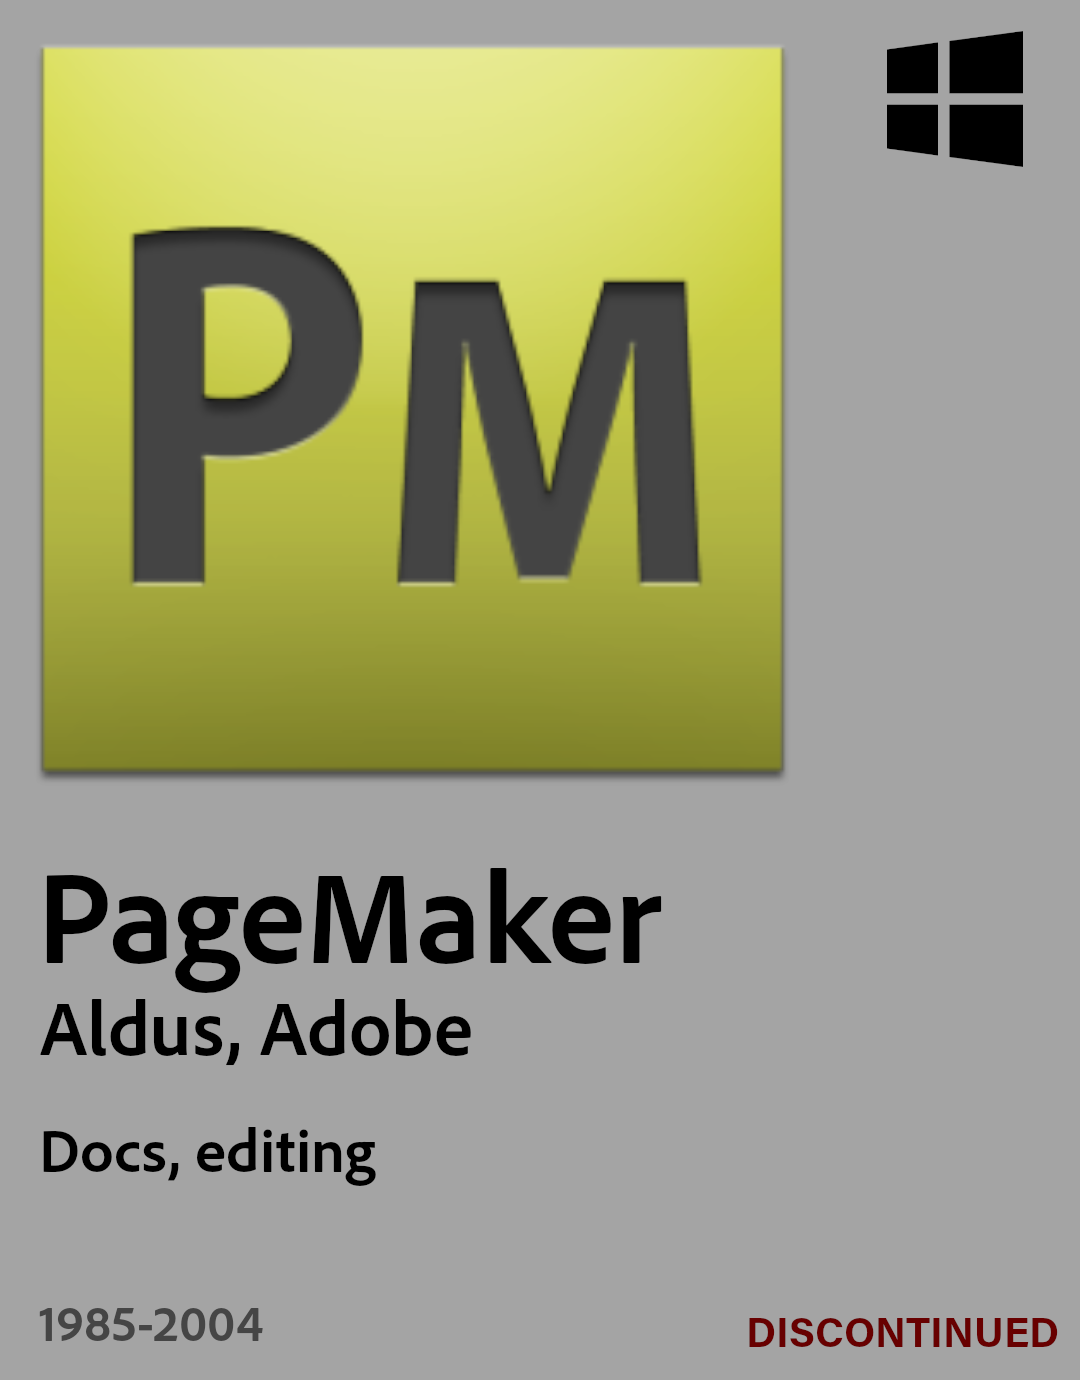 PM
PageMaker
Aldus, Adobe
Docs, editing
1985-2004
DISCONTINUED